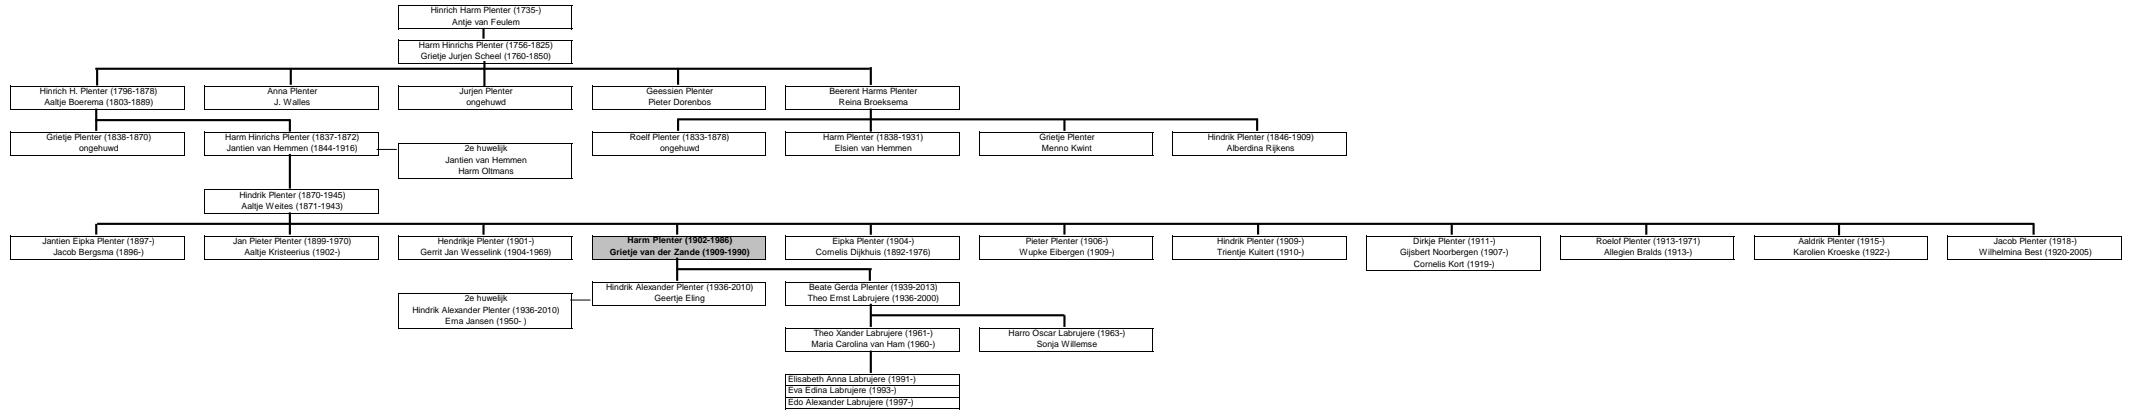 Hinrich Harm Plenter (1735-)
Antje van Feulem
Harm Hinrichs Plenter (1756-1825)
Grietje Jurjen Scheel (1760-1850)
Hinrich H. Plenter (1796-1878)
Aaltje Boerema (1803-1889)
Anna Plenter
J. Walles
Jurjen Plenter
ongehuwd
Geessien Plenter
Pieter Dorenbos
Beerent Harms Plenter
Reina Broeksema
Grietje Plenter (1838-1870)
ongehuwd
Harm Hinrichs Plenter (1837-1872)
Jantien van Hemmen (1844-1916)
2e huwelijk
Jantien van Hemmen
Harm Oltmans
Roelf Plenter (1833-1878)
ongehuwd
Harm Plenter (1838-1931)
Elsien van Hemmen
Grietje Plenter
Menno Kwint
Hindrik Plenter (1846-1909)
Alberdina Rijkens
Hindrik Plenter (1870-1945)
Aaltje Weites (1871-1943)
Jantien Eipka Plenter (1897-)
Jacob Bergsma (1896-)
Jan Pieter Plenter (1899-1970)
Aaltje Kristeerius (1902-)
Hendrikje Plenter (1901-)
Gerrit Jan Wesselink (1904-1969)
Harm Plenter (1902-1986)
Grietje van der Zande (1909-1990)
Eipka Plenter (1904-)
Cornelis Dijkhuis (1892-1976)
Pieter Plenter (1906-)
Wupke Eibergen (1909-)
Hindrik Plenter (1909-)
Trientje Kuitert (1910-)
Dirkje Plenter (1911-)
Gijsbert Noorbergen (1907-)
Cornelis Kort (1919-)
Roelof Plenter (1913-1971)
Allegien Bralds (1913-)
Aaldrik Plenter (1915-)
Karolien Kroeske (1922-)
Jacob Plenter (1918-)
Wilhelmina Best (1920-2005)
2e huwelijk
Hindrik Alexander Plenter (1936-2010)
Erna Jansen (1950- )
Hindrik Alexander Plenter (1936-2010)
Geertje Eling
Beate Gerda Plenter (1939-2013)
Theo Ernst Labrujere (1936-2000)
Theo Xander Labrujere (1961-)
Maria Carolina van Ham (1960-)
Harro Oscar Labrujere (1963-)
Sonja Willemse
Elisabeth Anna Labrujere (1991-)
Eva Edina Labrujere (1993-)
Edo Alexander Labrujere (1997-)